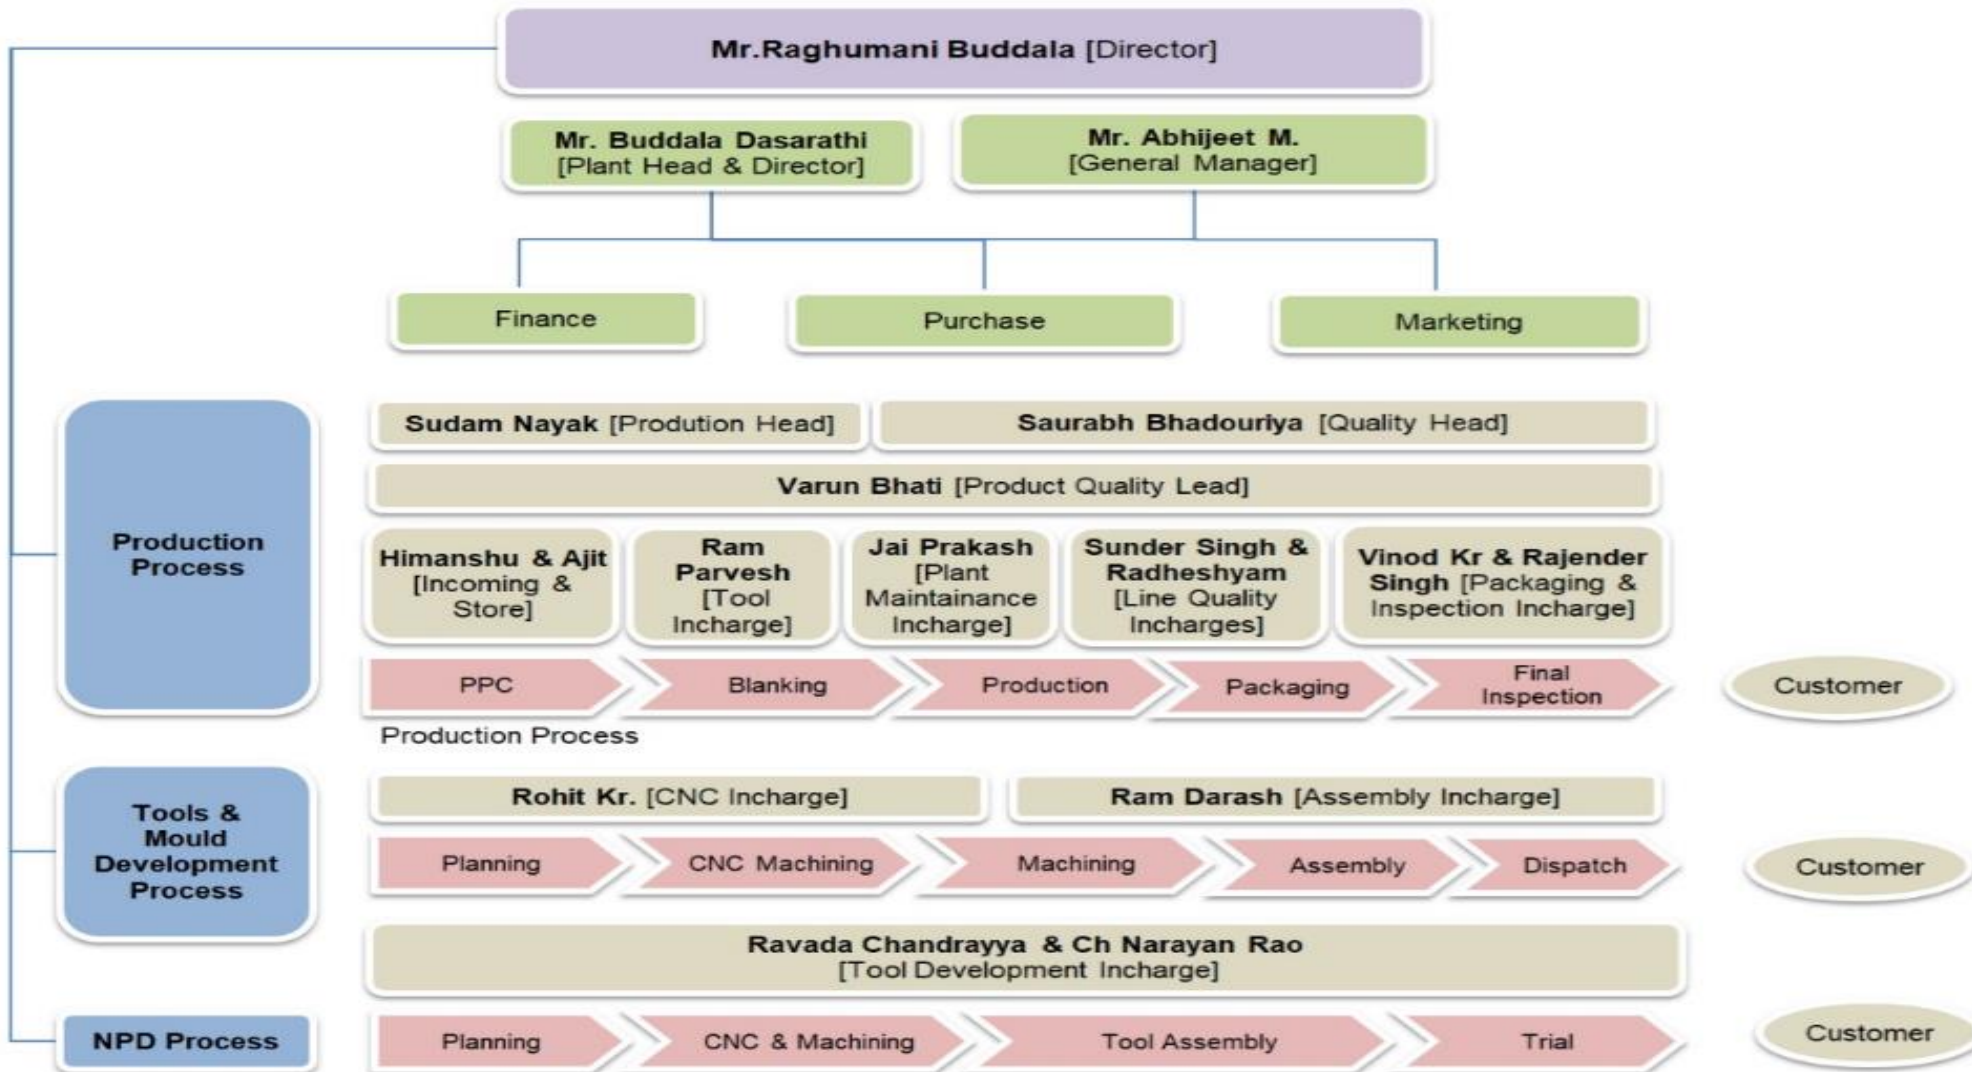 Mr.Raghumani Buddala [Director]
Mr. Buddala Dasarathi
[Plant Head & Director]
Mr. Abhijeet M.
[General Manager]
Finance
Purchase
Marketing
Production
Process
Sudam Nayak [Prodution Head]
Saurabh Bhadouriya [Quality Head]
Varun Bhati [Product Quality Lead]
Himanshu & Ajit
[Incoming &
Store]
Ram
Parvesh
[Tool
Incharge]
Jai Prakash
[Plant
Maintainance
Incharge]
Sunder Singh &
Radheshyam
[Line Quality
Incharges]
Vinod Kr & Rajender
Singh [Packaging &
Inspection Incharge]
PPC
Blanking
Production
Packaging
Final
Inspection
Customer
Production Process
Tools &
Mould
Development
Process
Rohit Kr. [CNC Incharge]
Ram Darash [Assembly Incharge]
Planning
CNC Machining
Machining
Assembly
Dispatch
Customer
Ravada Chandrayya & Ch Narayan Rao
[Tool Development Incharge]
NPD Process
Planning
CNC & Machining
Tool Assembly
Trial
Customer